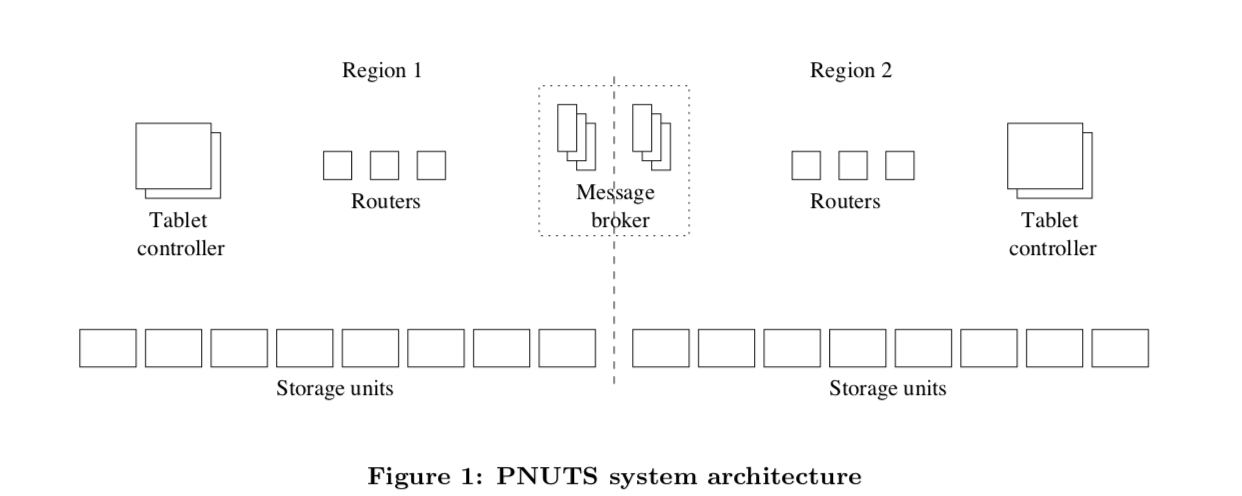 Region 1
Region 2
Routers
Message
broker
Routers
Tablet
controller
Tablet
controller
Storage units
Storage units
Figure 1: PNUTS system architecture